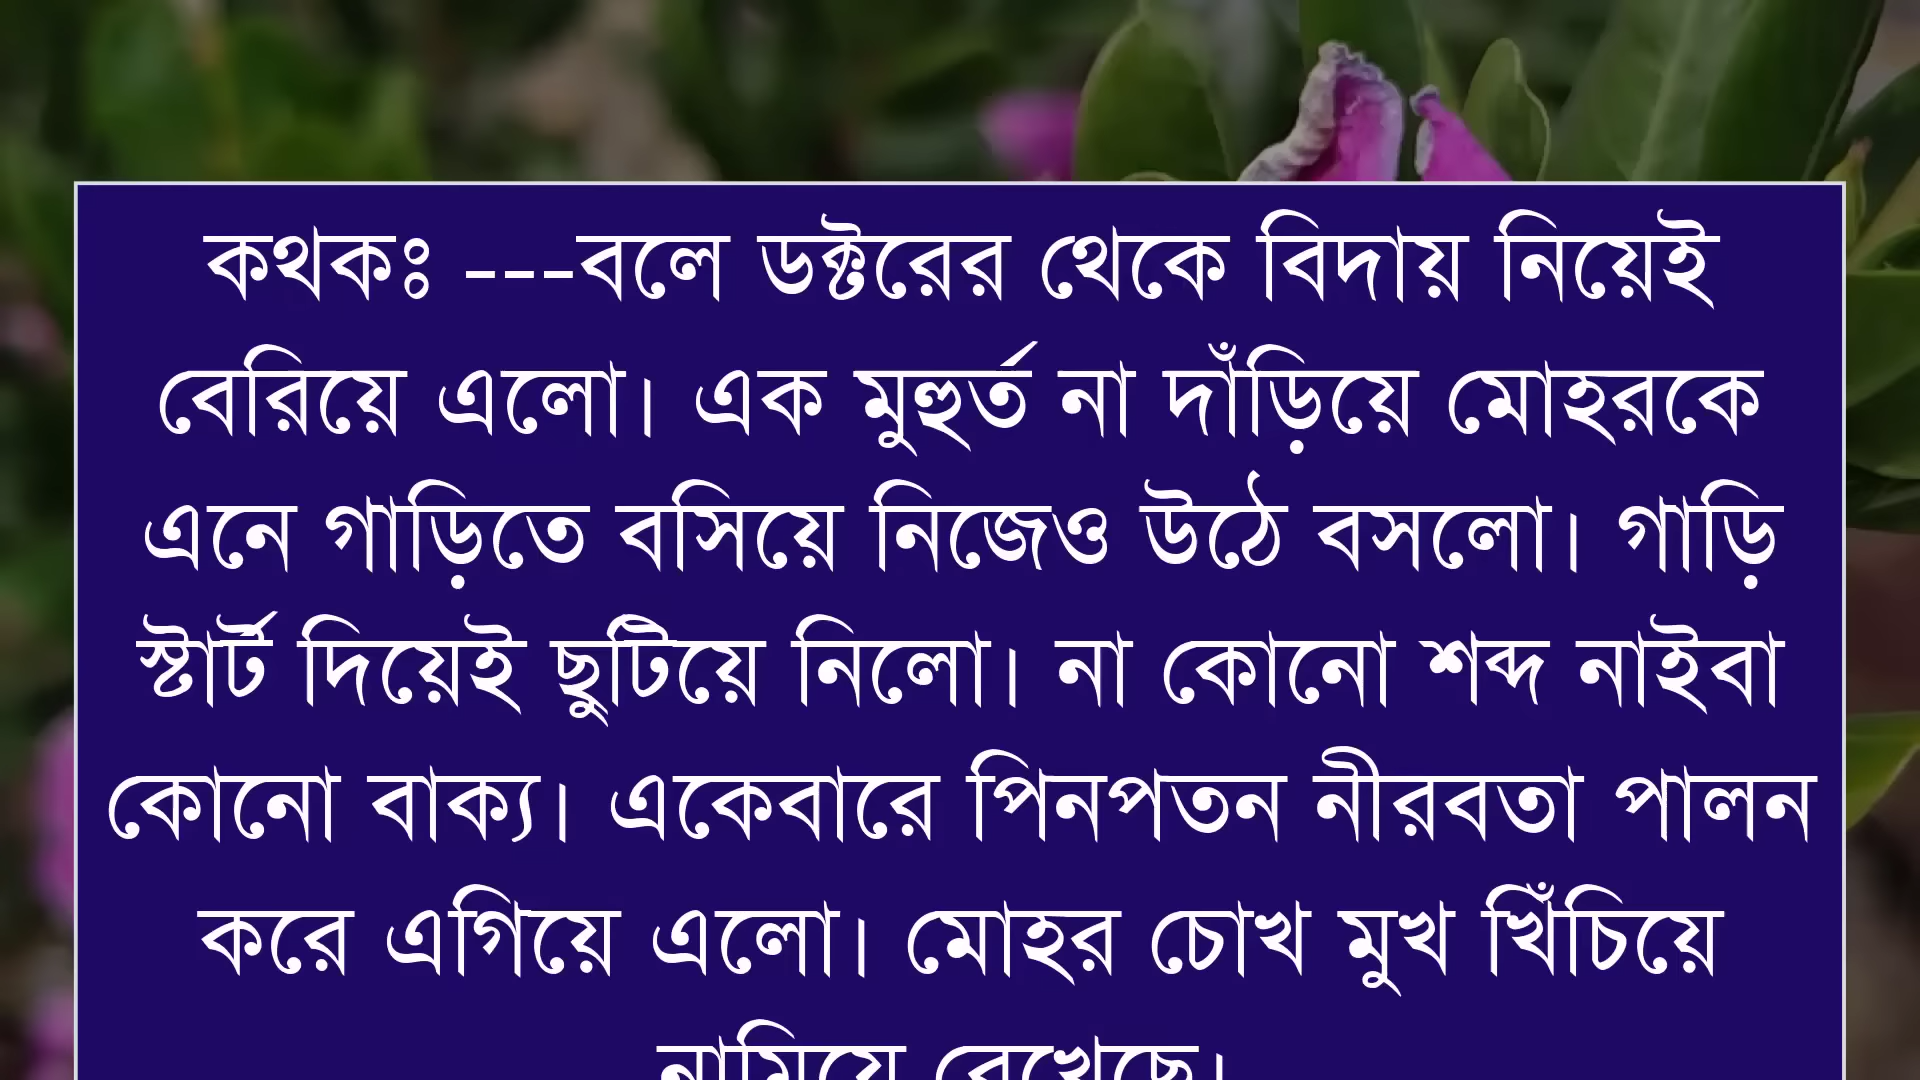 কথকঃ ---বলে ডক্টরের থেকে বিদায় নিয়েই
বেরিয়ে এলো। এক মুহুর্ত না দাঁড়িয়ে মোহরকে
এনে গাড়িতে বসিয়ে নিজেও উঠে বসলো। গাড়ি
স্টার্ট দিয়েই ছুটিয়ে নিলো। না কোনো শব্দ নাইবা
কোনো বাক্য। একেবারে পিনপতন নীরবতা পালন
করে এগিয়ে এলো। মোহর চোখ মুখ খিঁচিয়ে
নামিয়ে রেখেছে।